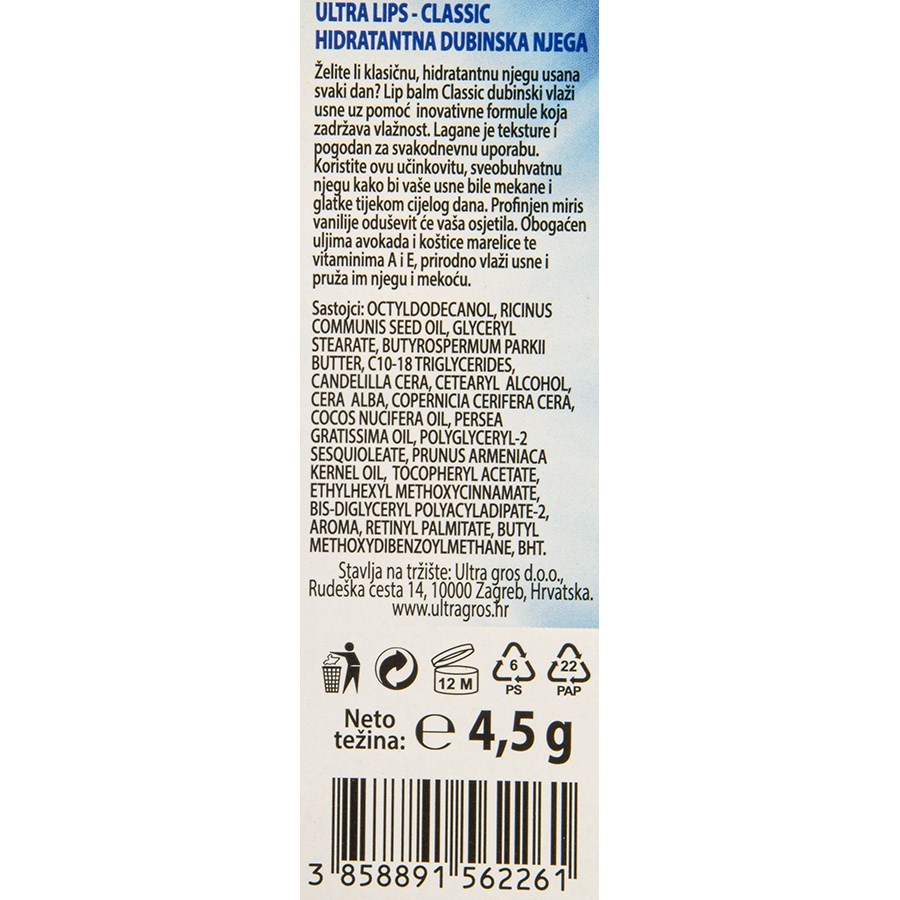 ULTRA LIPS - CLASSIC
HIDRATANTNA DUBINSKA NJEGA
Želite li klasičnu, hidratantnu njegu usana
svaki dan? Lip balm Classic dubinski vlaži
usne uz pomoć inovativne formule koja
zadržava vlažnost. Lagane je teksture i
pogodan za svakodnevnu uporabu.
Koristite ovu učinkovitu, sveobuhvatnu
njegu kako bi vaše usne bile mekane i
glatke tijekom cijelog dana. Profinjen miris
vanilije oduševit će vaša osjetila. Obogaćen
uljima avokada i koštice marelice te
vitaminima A i E, prirodno vlaži usne i
pruža im njegu i mekoću.
Sastojci: OCTYLDODECANOL, RICINUS
COMMUNIS SEED OIL, GLYCERYL
STEARATE, BUTYROSPERMUM PARKII
BUTTER, C10-18 TRIGLYCERIDES,
CANDELILLA CERA, CETEARYL ALCOHOL,
CERA ALBA, COPERNICIA CERIFERA CERA,
COCOS NUCIFERA OIL, PERSEA
GRATISSIMA OIL, POLYGLYCERYL-2
SESQUIOLEATE, PRUNUS ARMENIACA
KERNEL OIL, TOCOPHERYL ACETATE,
ETHYLHEXYL METHOXYCINNAMATE,
BIS-DIGLYCERYL POLYACYLADIPATE-2,
AROMA, RETINYL PALMITATE, BUTYL
METHOXYDIBENZOYLMETHANE, BHT.
Stavlja na tržište: Ultra gros d.o.o.,
Rudeška cesta 14, 10000 Zagreb, Hrvatska.
www.ultragros.hr
12 M
6
PS
22
PAP
Neto
težina: e 4,5 g
3 858891 562261